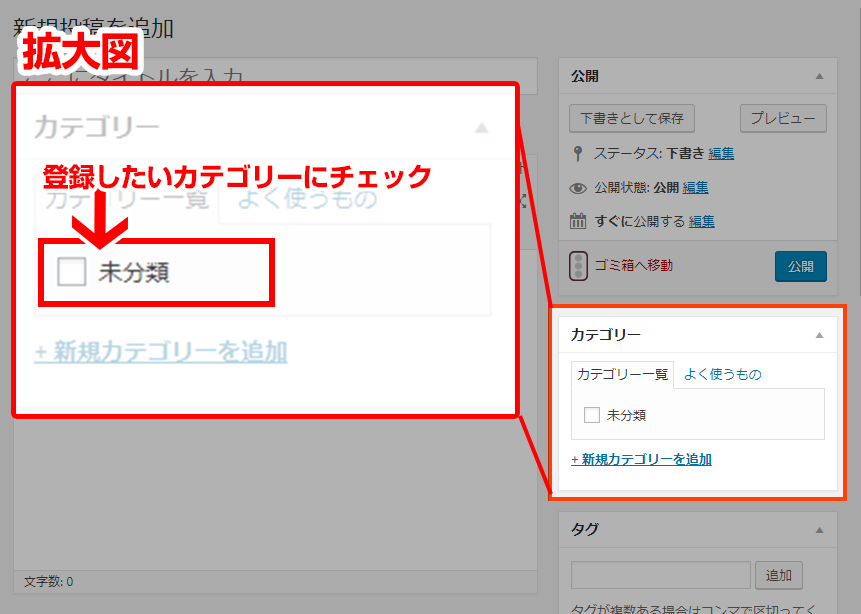 新規投稿を追加
拡大図
ここにタイトルを入力
カテゴリー
登録したいカテゴリーにチェック
カテゴリー一覧
よく使うもの
未分類
+ 新規カテゴリーを追加
文字数: 0
公開
下書きとして保存
プレビュー
ステータス: 下書き 編集
公開状態: 公開 編集
すぐに公開する 編集
ゴミ箱へ移動
公開
カテゴリー
カテゴリー一覧
よく使うもの
未分類
+ 新規カテゴリーを追加
タグ
追加
タグが複数ある場合はコンマで区切ってく